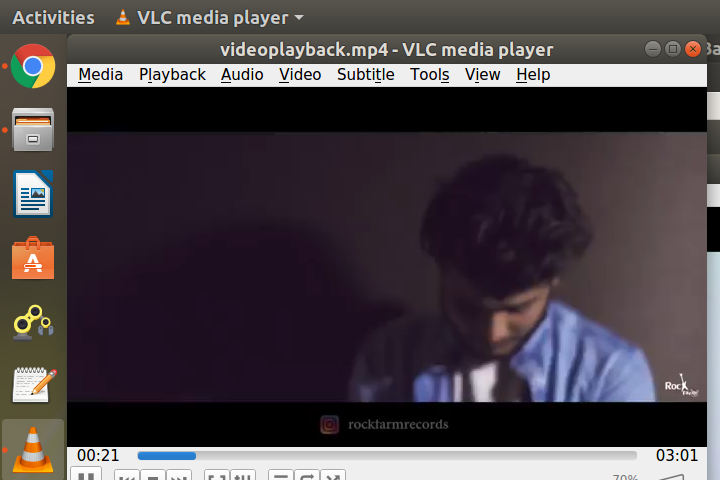 Activities VLC media player
videoplayback.mp4 - VLC media player
Media Playback Audio Video Subtitle Tools View Help
Rock
rockfarmrecords
00:21 03:01
70%